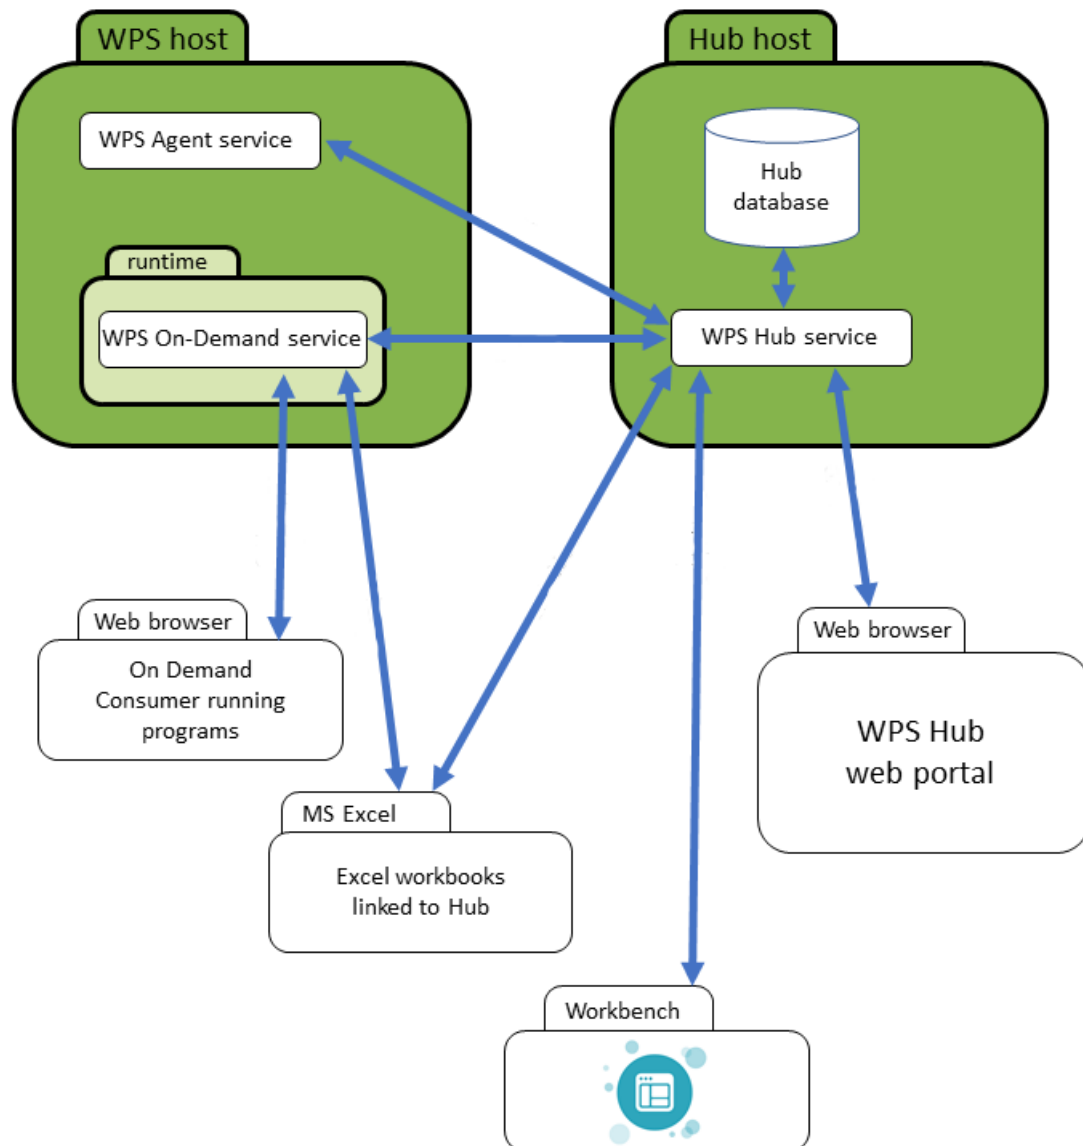 WPS host
Hub host
WPS Agent service
Hub
database
runtime
WPS On-Demand service
WPS Hub service
Web browser
On Demand
Consumer running
programs
Web browser
WPS Hub
web portal
MS Excel
Excel workbooks
linked to Hub
Workbench